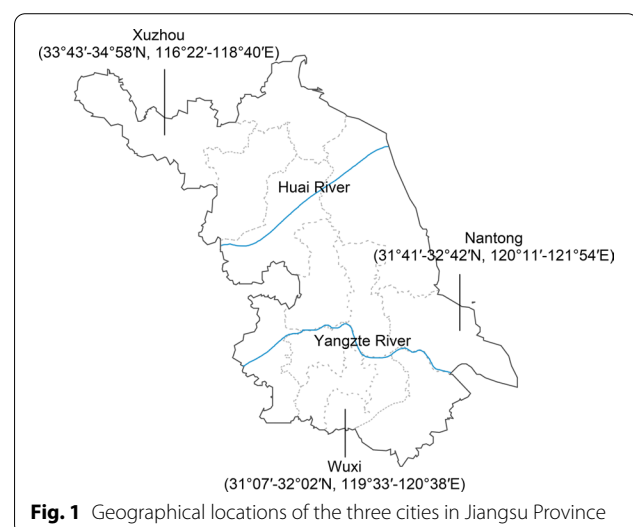 Xuzhou
(33°43′-34°58′N, 116°22′-118°40′E)
Huai River
Nantong
(31°41′-32°42′N, 120°11′-121°54′E)
Yangzte River
Wuxi
(31°07′-32°02′N, 119°33′-120°38′E)
Fig. 1 Geographical locations of the three cities in Jiangsu Province